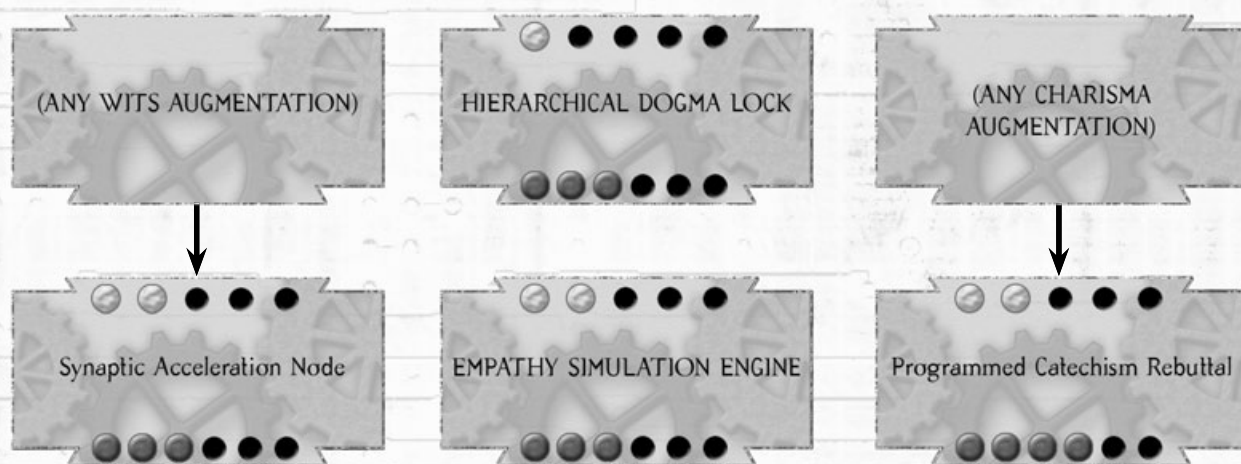 (ANY WITS AUGMENTATION)
HIERARCHICAL DOGMA LOCK
(ANY CHARISMA
AUGMENTATION)
Synaptic Acceleration Node
EMPATHY SIMULATION ENGINE
Programmed Catechism Rebuttal